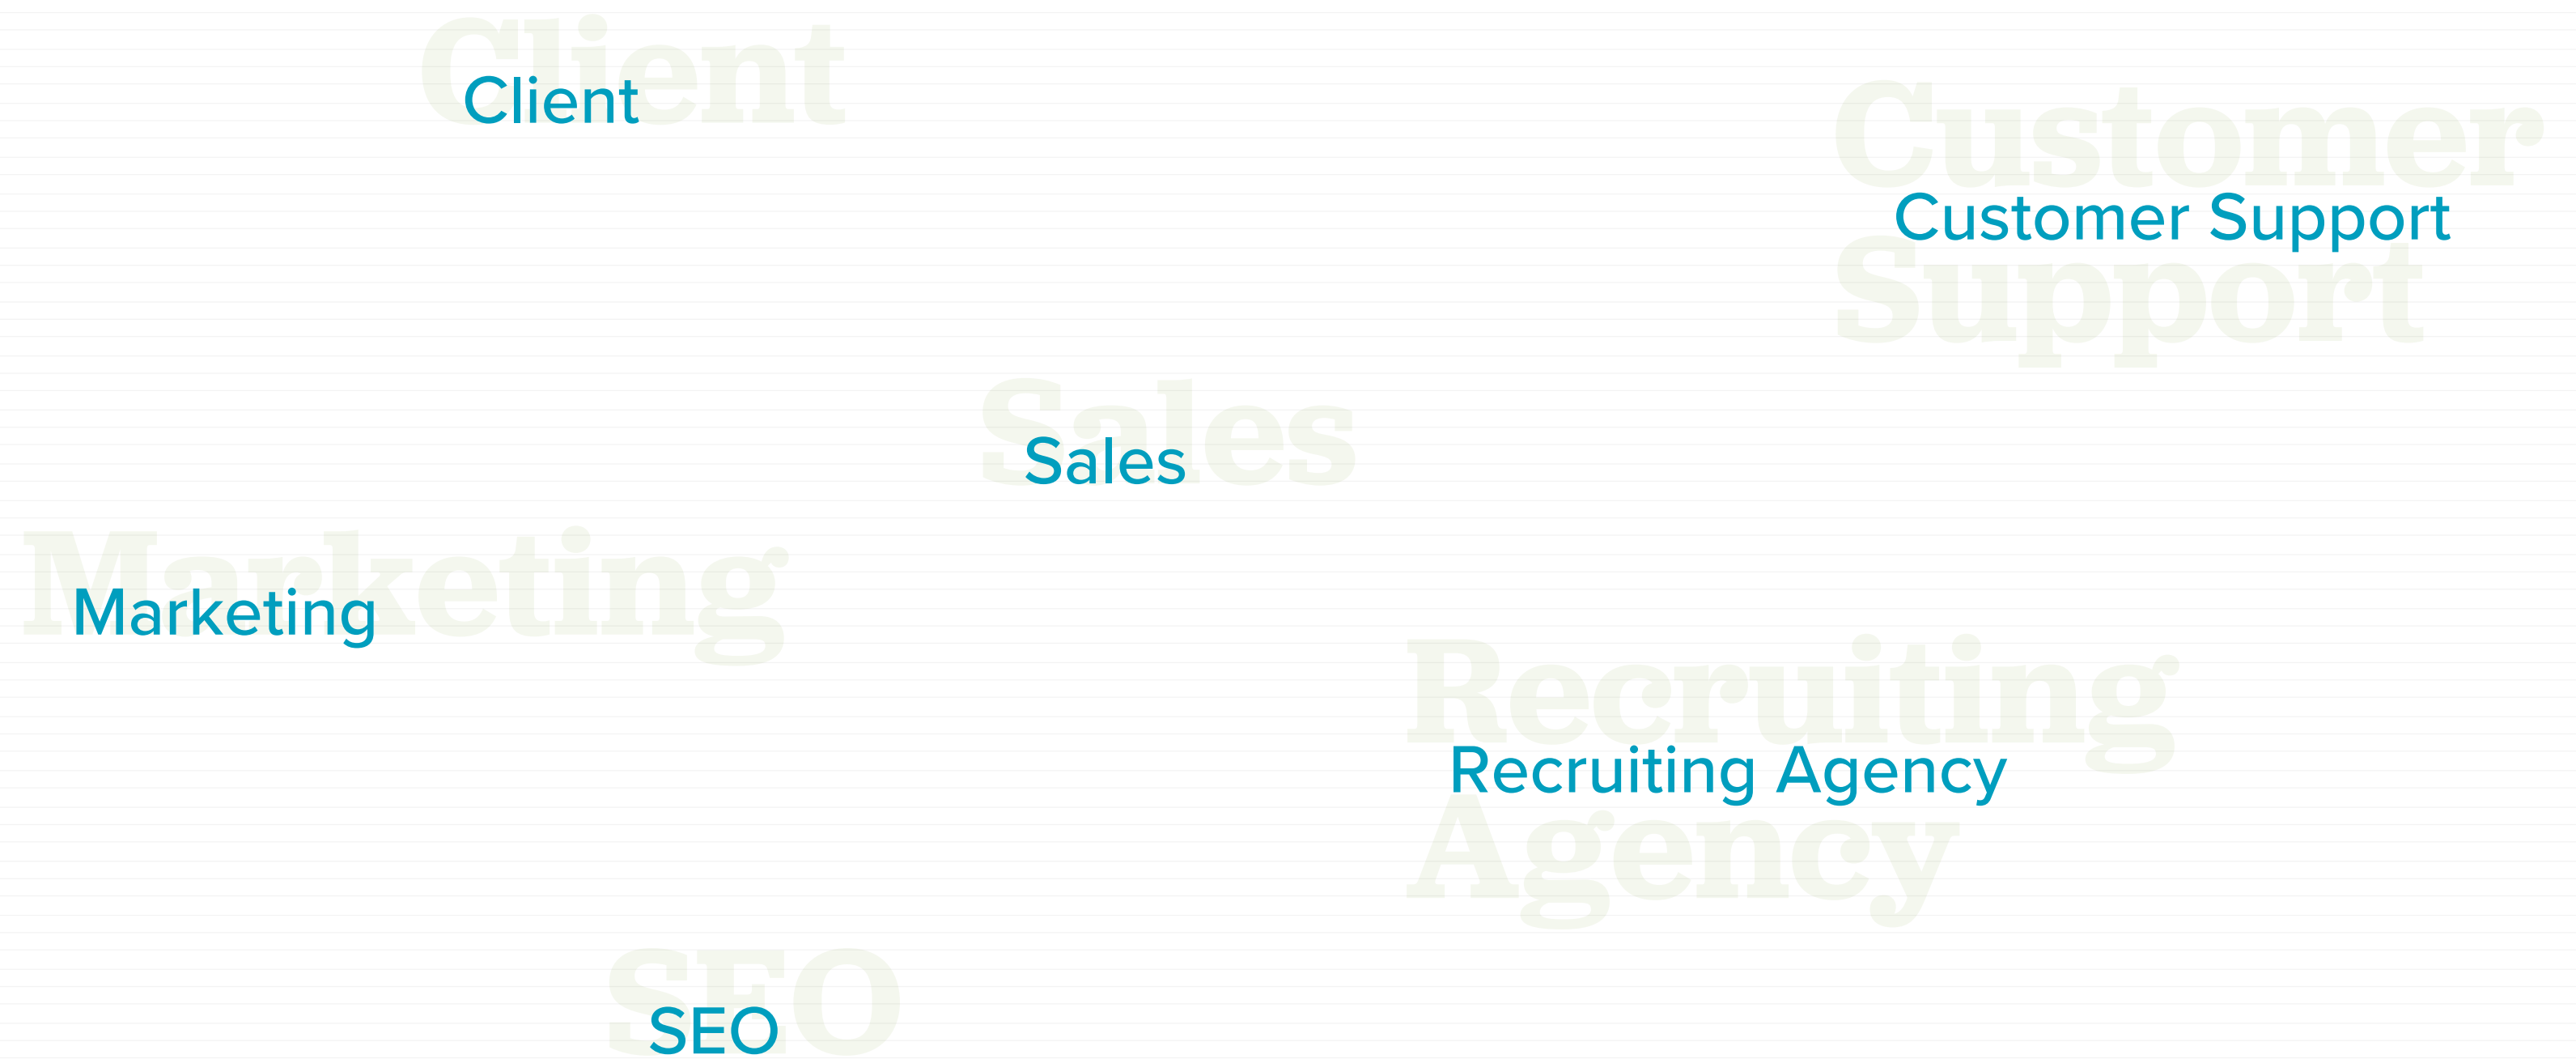 Client
Client
Customer
Customer Support
Support
Sales
Sales
Marketing
Marketing
Recruiting
Recruiting Agency
Agency
SEO
SEO